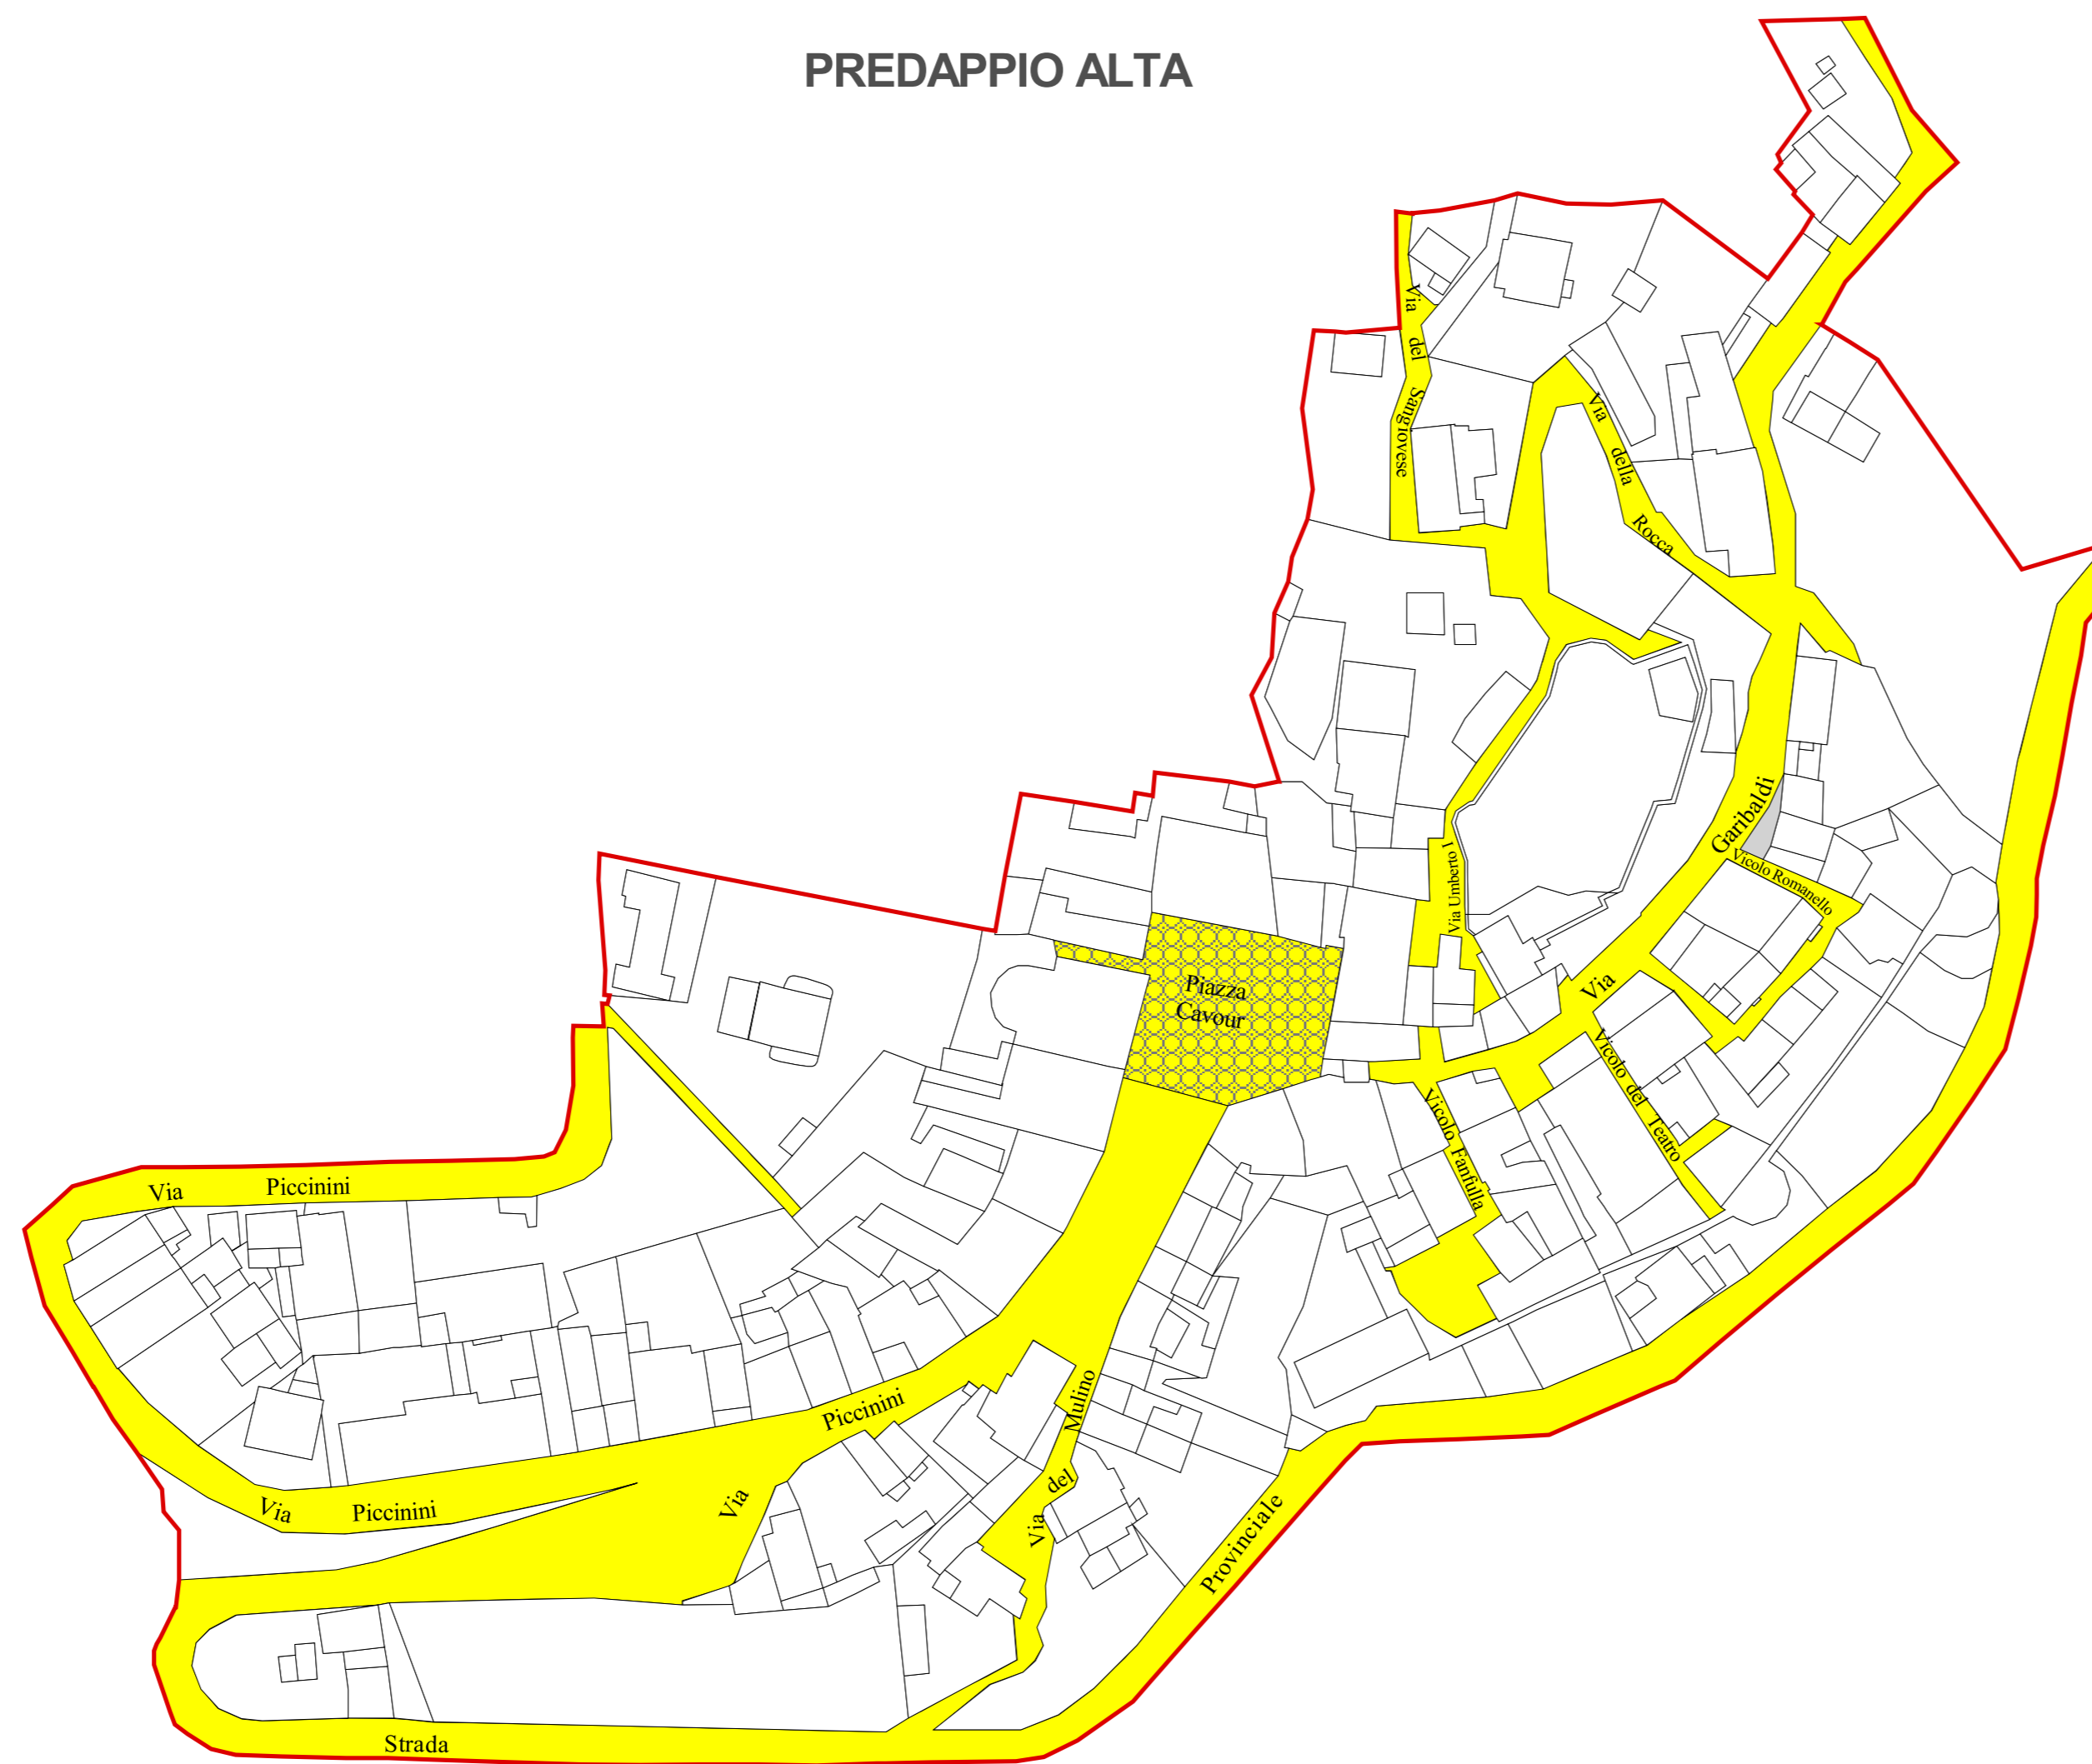 PREDAPPIO ALTA
Via del Sangiovese
Via della Rocca
Garibaldi
Vicolo Romanello
Via Umberto I
Via
Piazza
Cavour
Vicolo del Teatro
Vicolo Fanfulla
Via Piccinini
Piccinini
Via
Via del Mulino
Via Piccinini
Provinciale
Strada